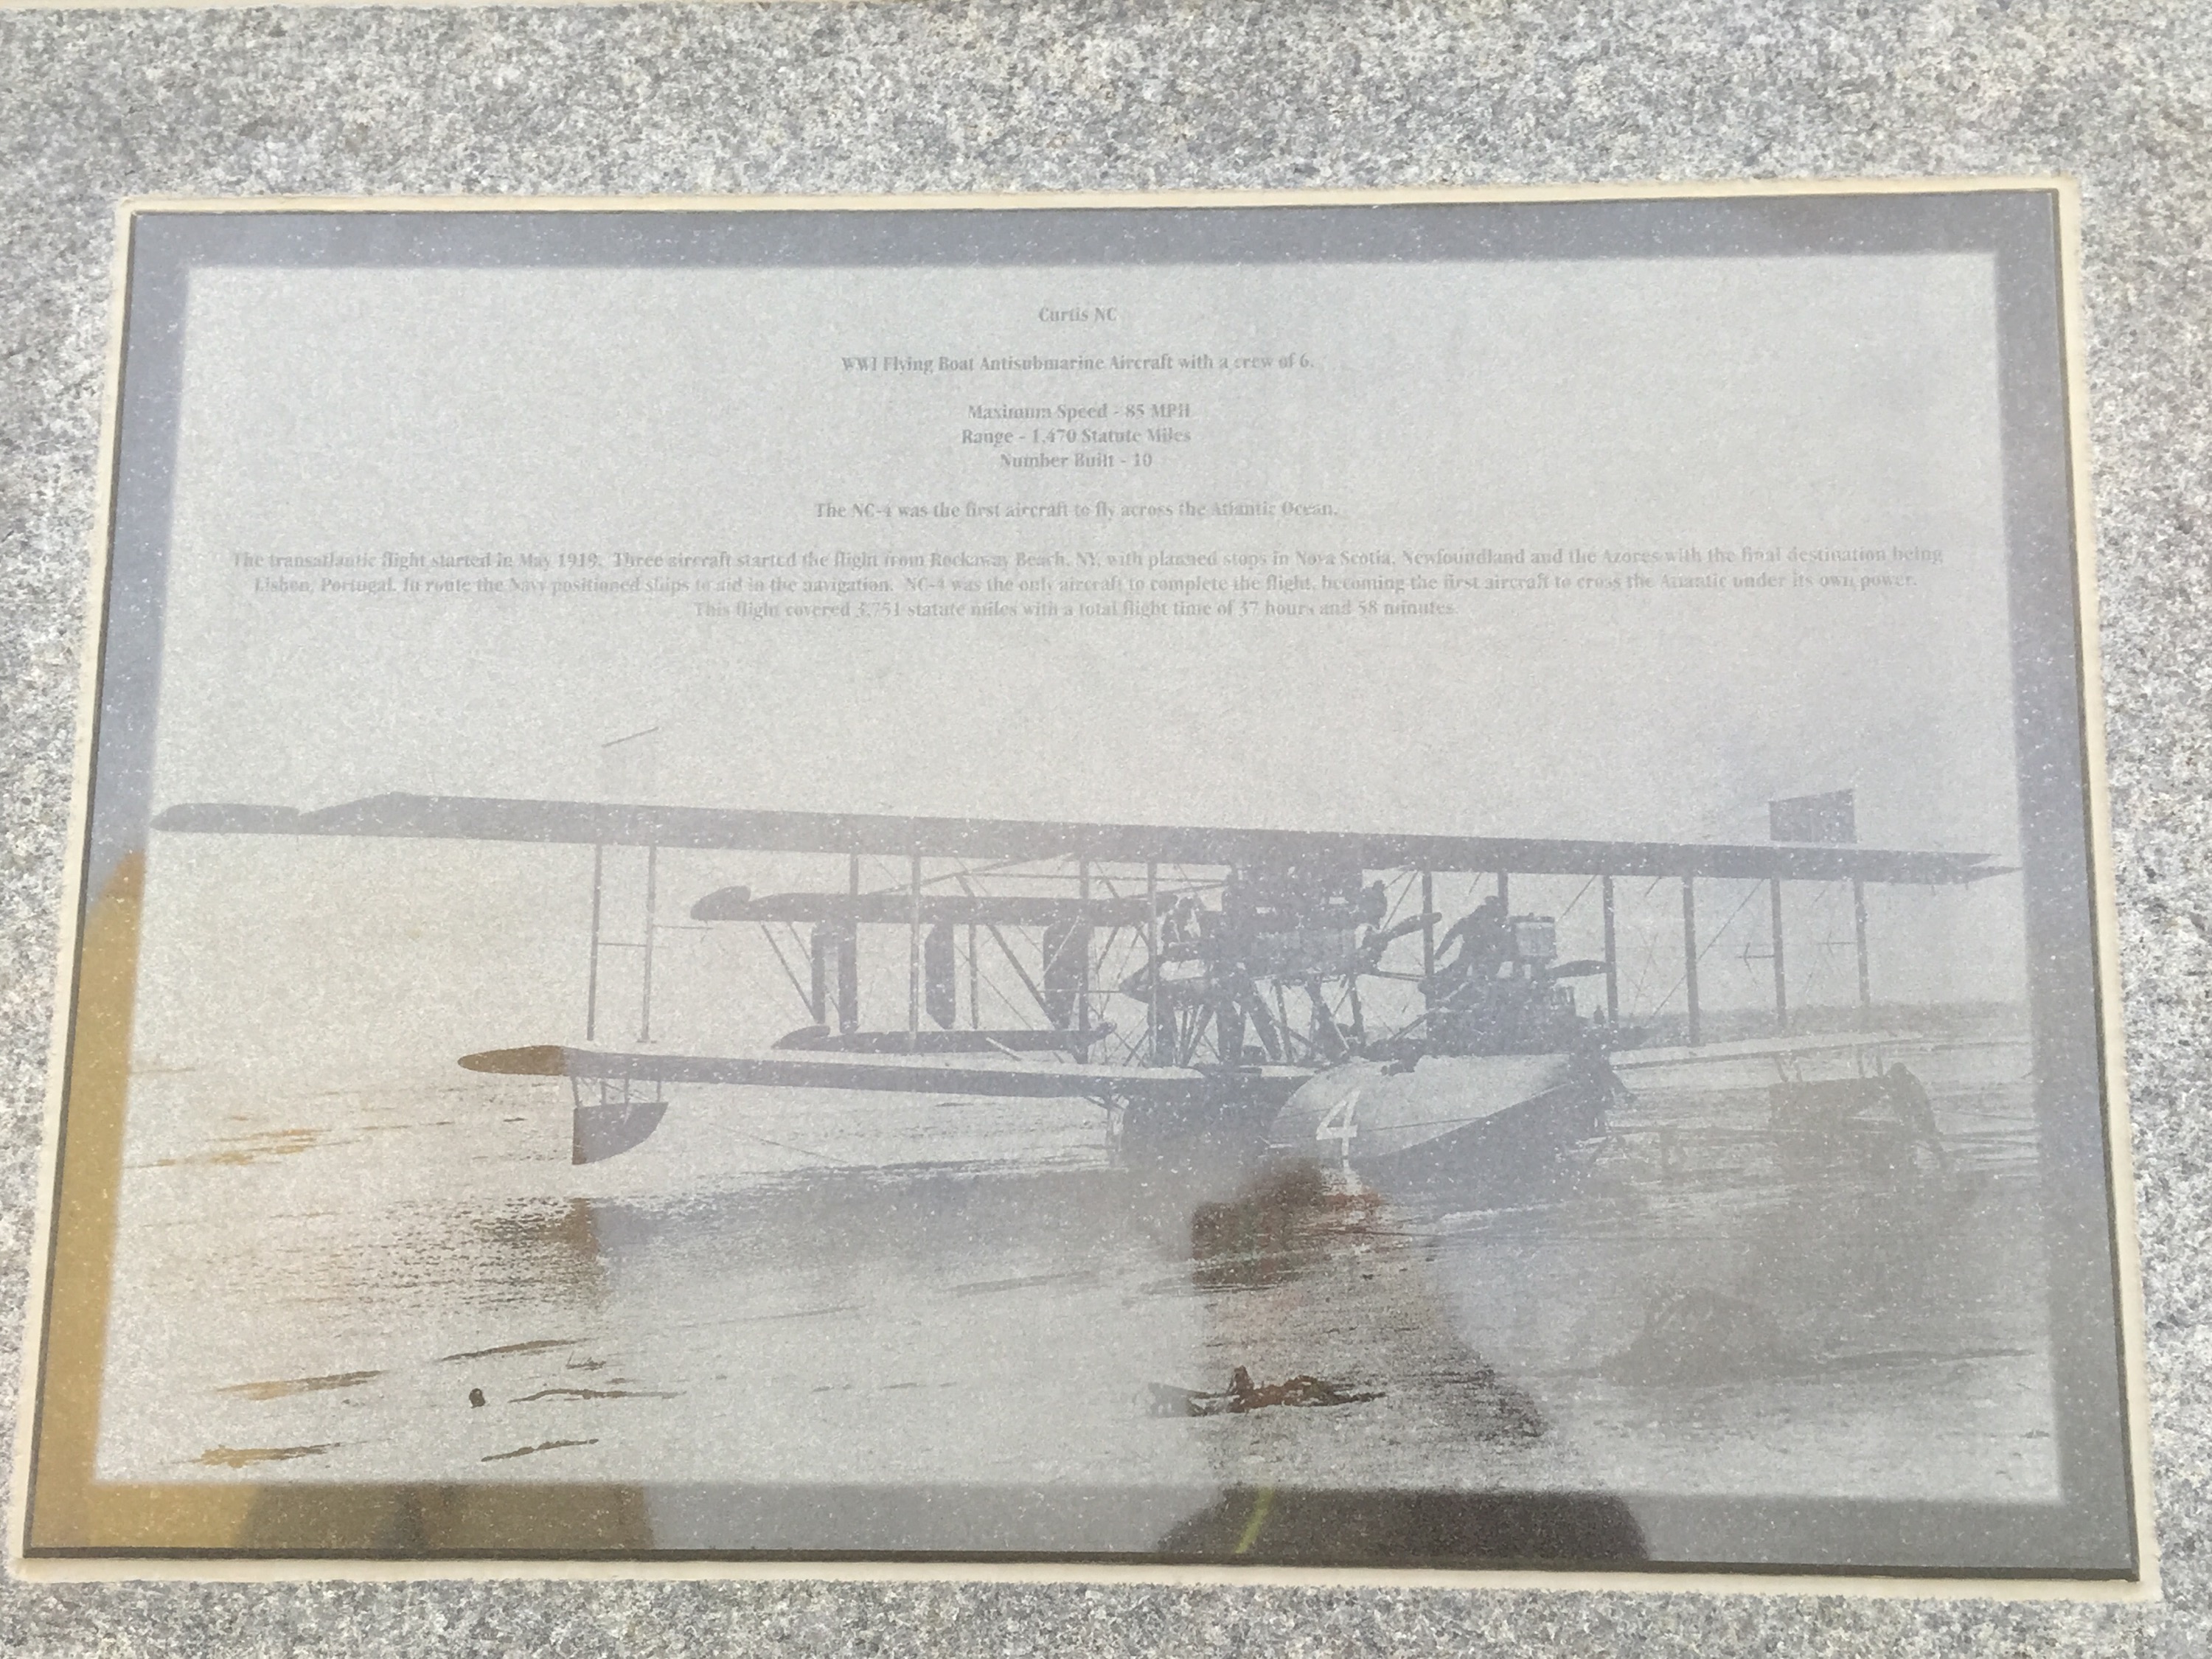 Curtis NC
WWI Flying Boat Antisubmarine Aircraft with a crew of 6.
Maximum Speed - 85 MPH
Range - 1,470 Statute Miles
Number Built - 10
The NC-4 was the first aircraft to fly across the Atlantic Ocean.
The transatlantic flight started in May 1919. Three aircraft started the flight from Rockaway Beach, NY, with planned stops in Nova Scotia, Newfoundland and the Azores with the final destination being
Lisbon, Portugal. In route the Navy positioned ships to aid in the navigation. NC-4 was the only aircraft to complete the flight, becoming the first aircraft to cross the Atlantic under its own power.
This flight covered 3,751 statute miles with a total flight time of 37 hours and 58 minutes.
4